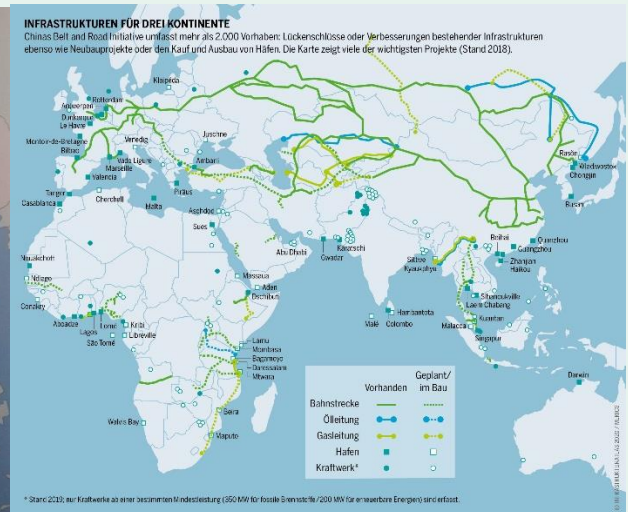 INFRASTRUKTUREN FÜR DREI KONTINENTE
Chinas Belt and Road Initiative umfasst mehr als 2.000 Vorhaben: Lückenschlüsse oder Verbesserungen bestehender Infrastrukturen
ebenso wie Neubauprojekte oder den Kauf und Ausbau von Häfen. Die Karte zeigt viele der wichtigsten Projekte (Stand 2018).
Klaipeda
Rotterdam
Antwerpen
Dunkerque
Le Havre
Montoir-de-Bretagne
Bilbao
Venedig
Juschne
Vado Ligure
Marseille
Ambarli
Valencia
Rasŏn
Wladiwostok
Chongjin
Tanger
Cherchell
Malta
Piräus
Busan
Casablanca
Aschdod
Sues
Abu Dhabi
Gwadar
Karatschi
Sittwe
Kyaukphyu
Beihai
Quanzhou
Guangzhou
Zhanjian
Haikou
Nouakchott
Ndiago
Massaua
Aden
Dschibuti
Conakry
Abobo
Lagos
Lomé
Kribi
Libreville
São Tomé
Malé
Colombo
Hambantota
Sihanoukville
Laem Chabang
Kuantan
Malacca
Singapur
Lamu
Mombasa
Bagamoyo
Daressalam
Mtwara
Beira
Maputo
Walvis Bay
Darwin
Vorhanden
Geplant/
im Bau
Bahnstrecke
Ölleitung
Gasleitung
Hafen
Kraftwerk*
* Stand 2019; nur Kraftwerke ab einer bestimmten Mindestleistung (350 MW für fossile Brennstoffe/200 MW für erneuerbare Energien) sind erfasst.